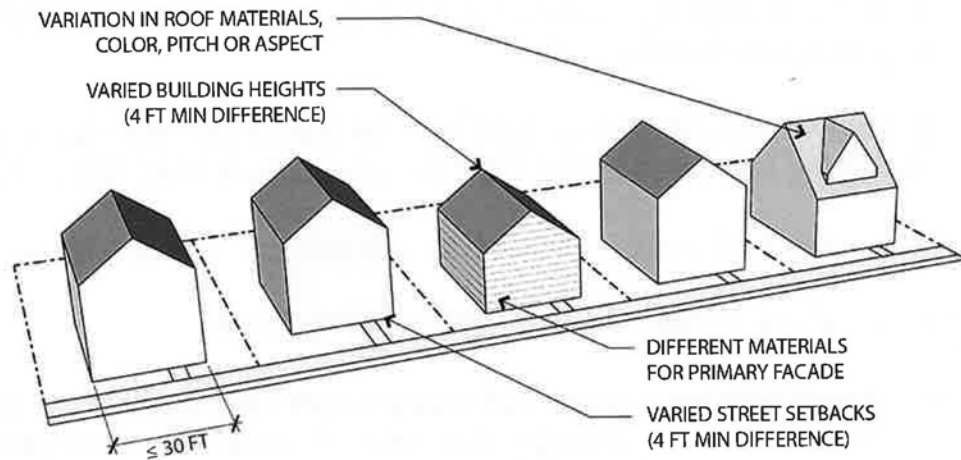 VARIATION IN ROOF MATERIALS,
COLOR, PITCH OR ASPECT
VARIED BUILDING HEIGHTS
(4 FT MIN DIFFERENCE)
DIFFERENT MATERIALS
FOR PRIMARY FACADE
VARIED STREET SETBACKS
(4 FT MIN DIFFERENCE)
≤ 30 FT